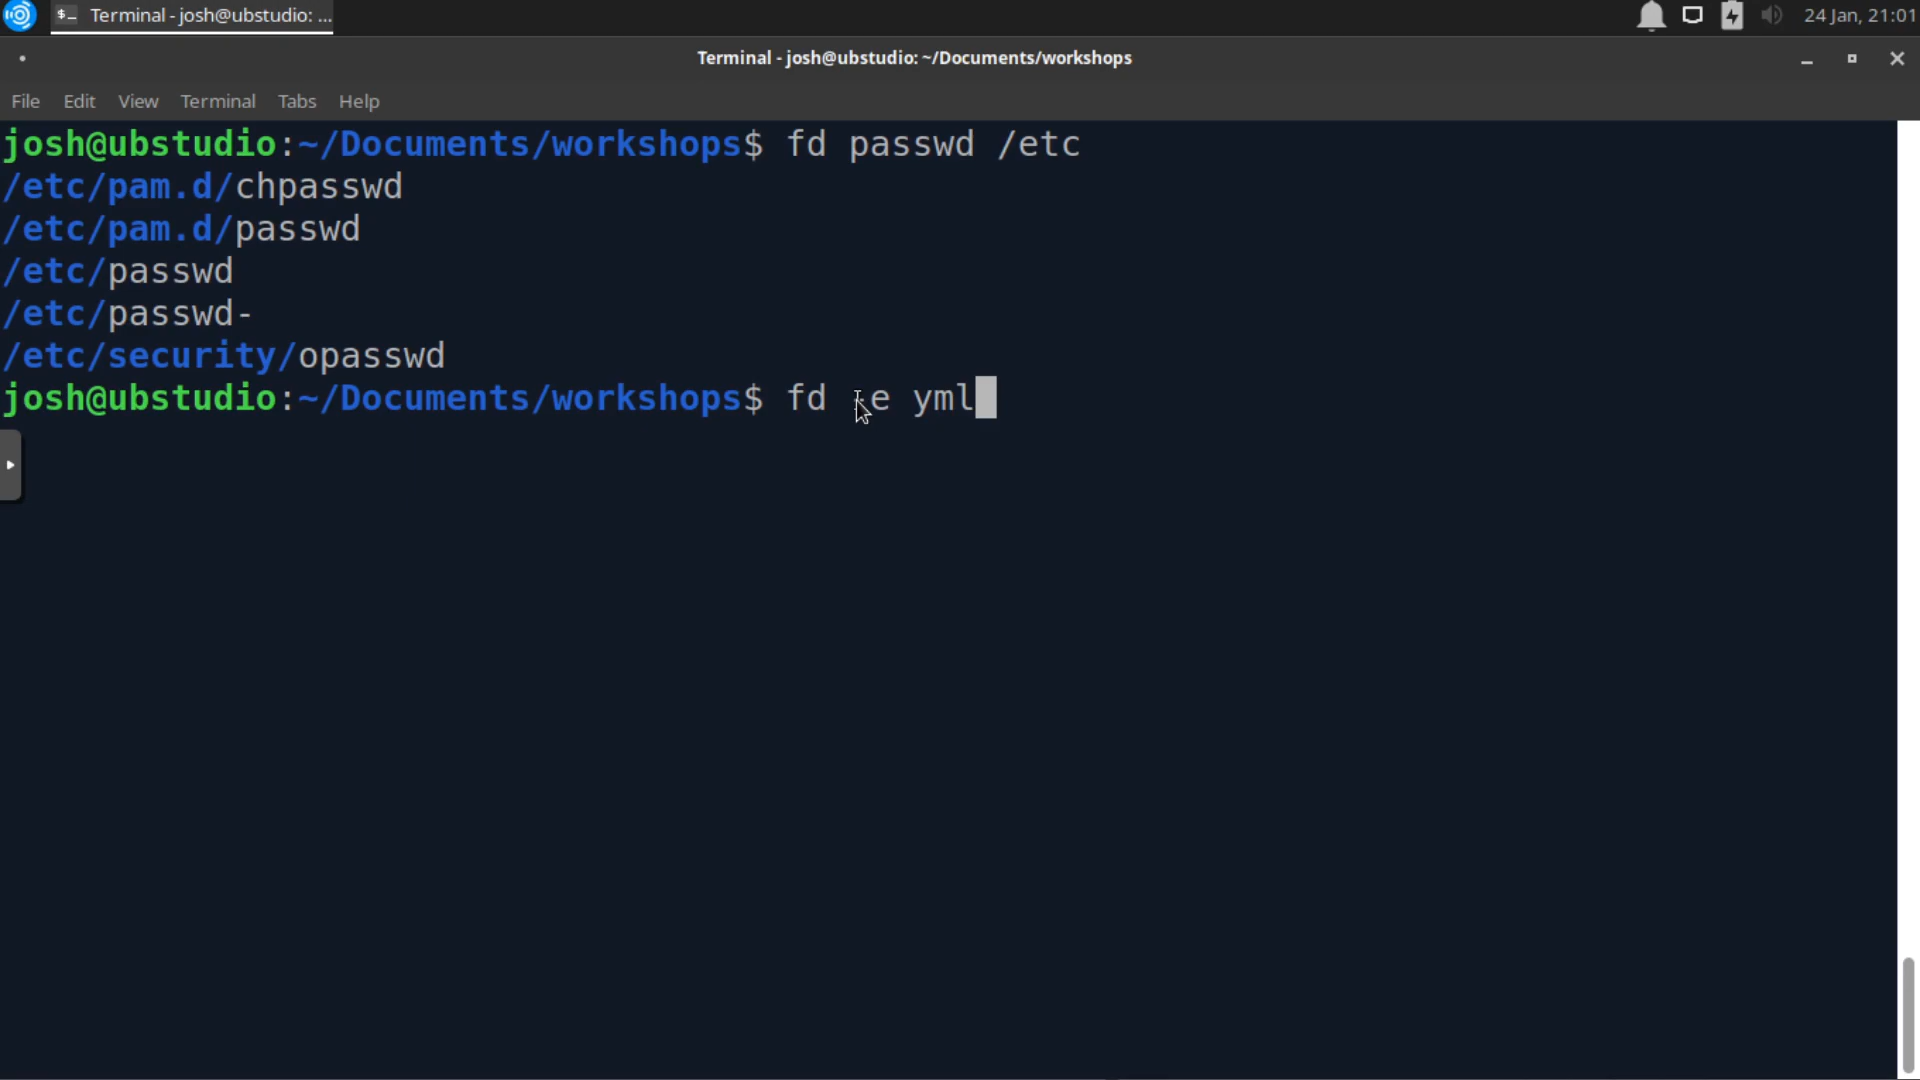 Terminal - josh@ubstudio: ...
24 Jan, 21:01
Terminal - josh@ubstudio: ~/Documents/workshops
File Edit View Terminal Tabs Help
josh@ubstudio:~/Documents/workshops$ fd passwd /etc
/etc/pam.d/chpasswd
/etc/pam.d/passwd
/etc/passwd
/etc/passwd-
/etc/security/opasswd
josh@ubstudio:~/Documents/workshops$ fd -e yml